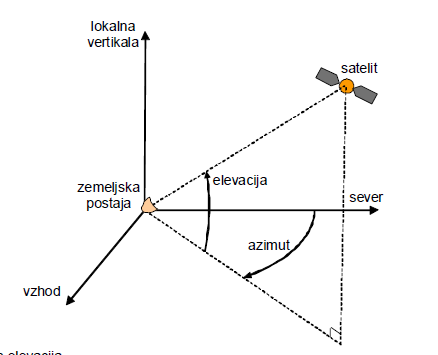 lokalna
vertikala
satelit
zemeljska
postaja
elevacija
sever
azimut
vzhod